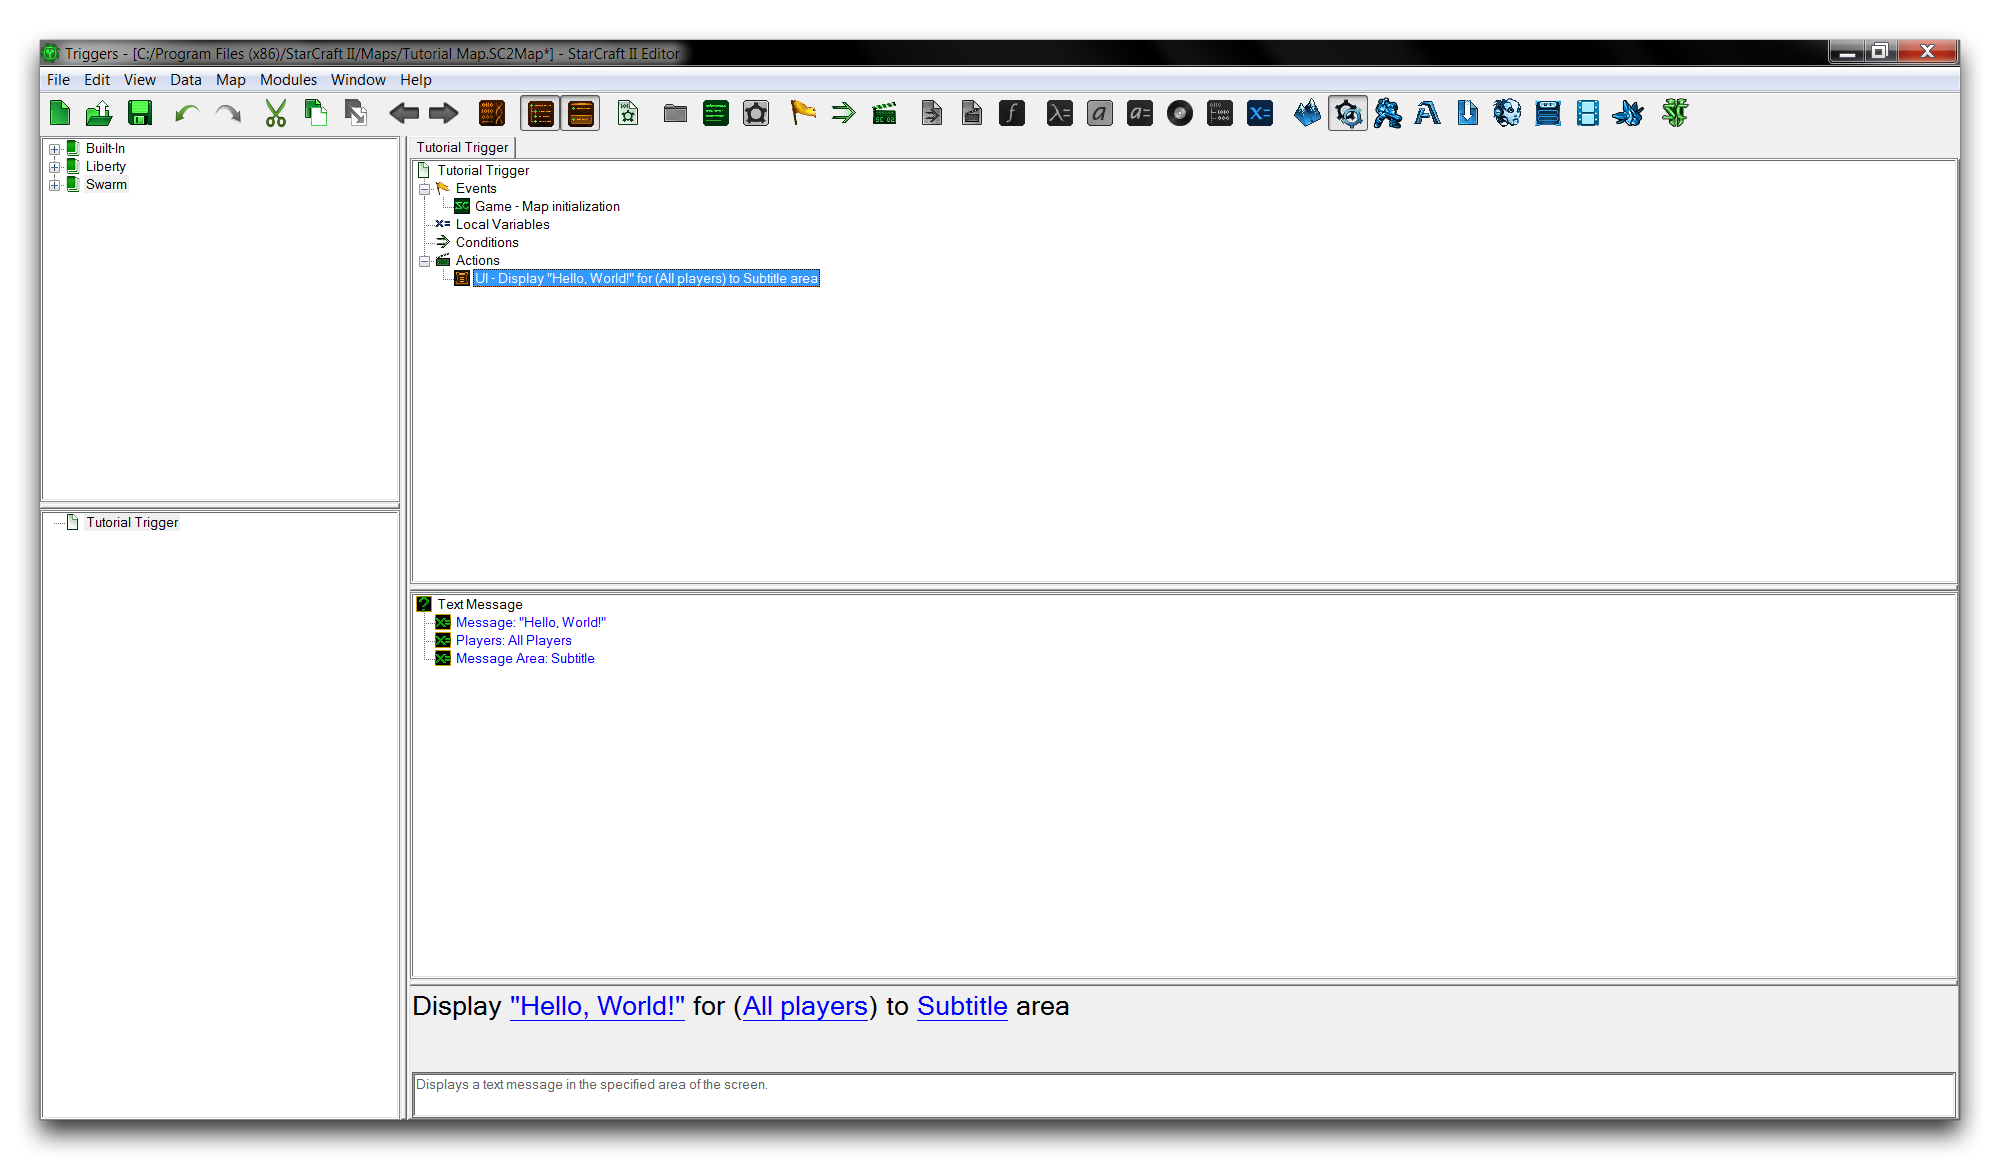 Triggers - [C:/Program Files (x86)/StarCraft II/Maps/Tutorial Map.SC2Map*] - StarCraft II Editor
File Edit View Data Map Modules Window Help
Built-In
Liberty
Swarm
Tutorial Trigger
Tutorial Trigger
Tutorial Trigger
Events
Game - Map initialization
Local Variables
Conditions
Actions
UI - Display "Hello, World!" for (All players) to Subtitle area
Text Message
Message: "Hello, World!"
Players: All Players
Message Area: Subtitle
Display "Hello, World!" for (All players) to Subtitle area
Displays a text message in the specified area of the screen.